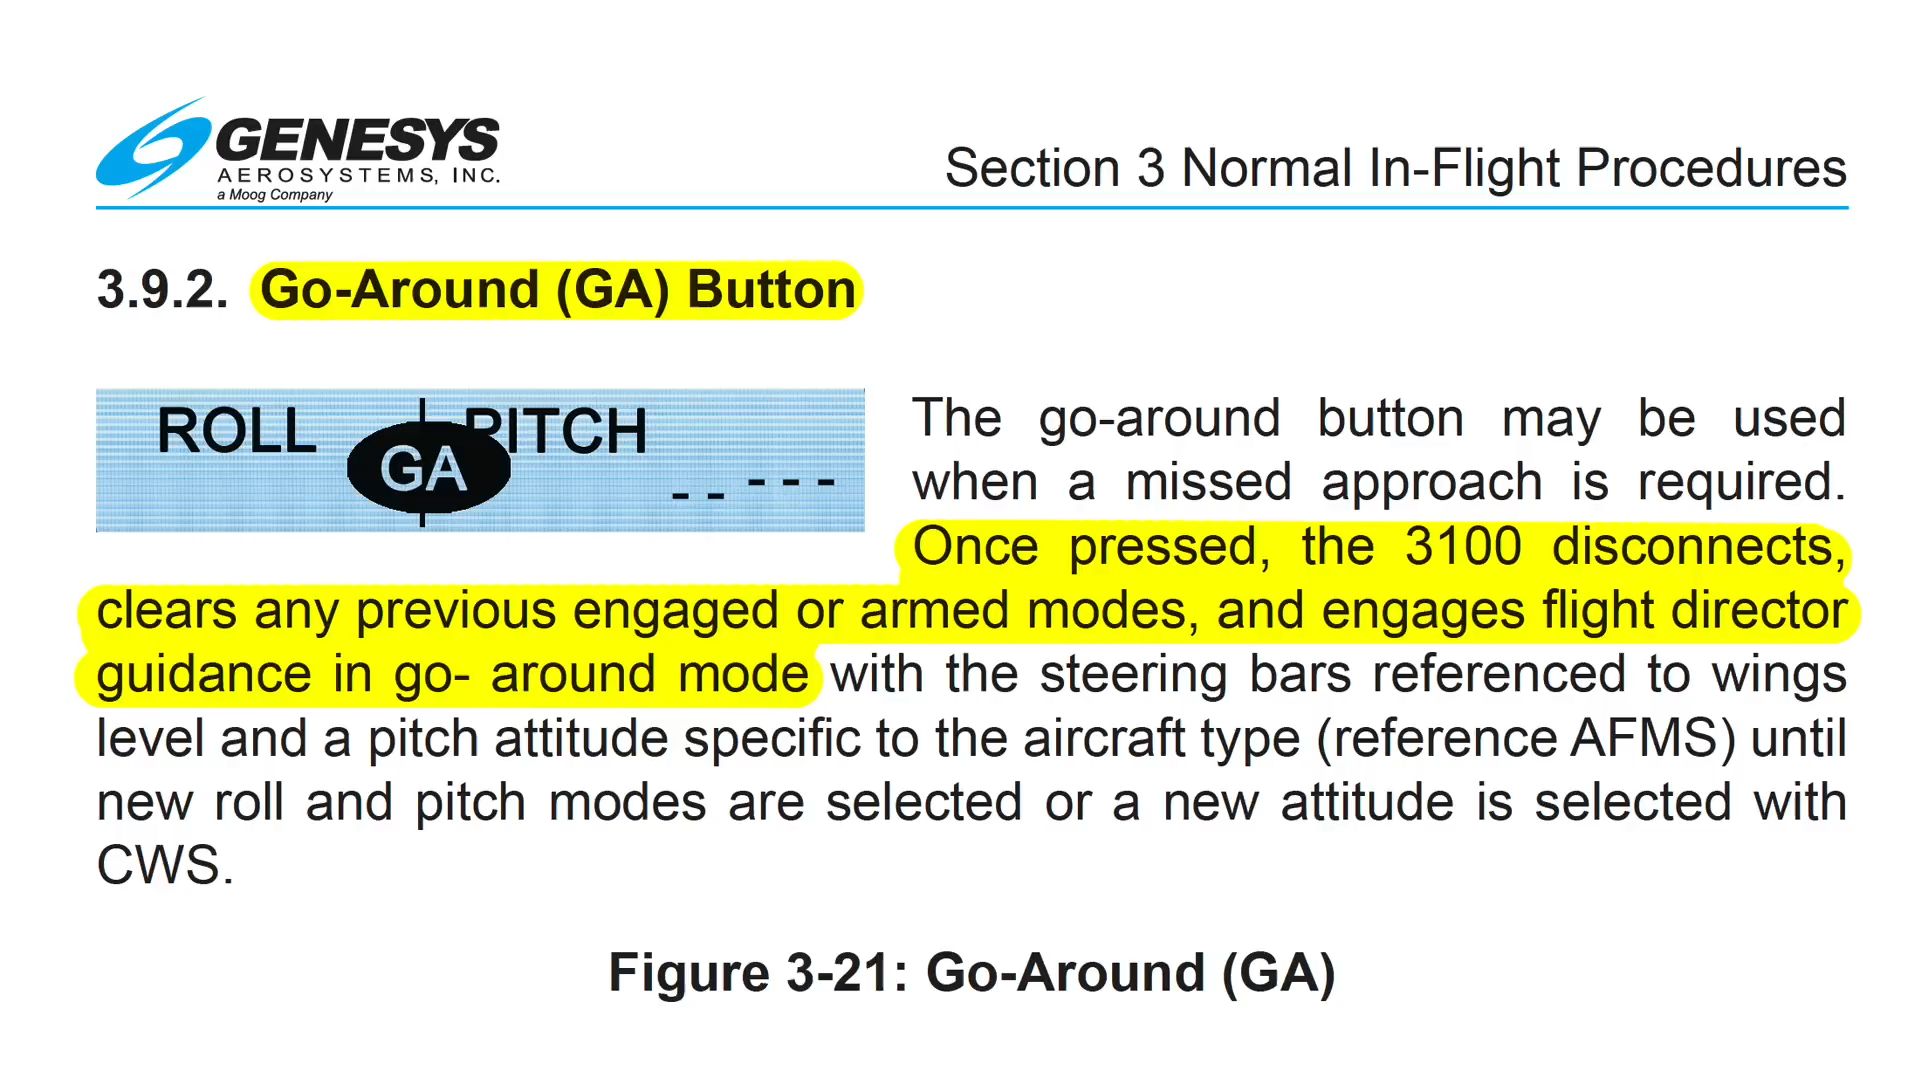 GENESYS
AEROSYSTEMS, INC.
a Moog Company
Section 3 Normal In-Flight Procedures
3.9.2. Go-Around (GA) Button
ROLL PITCH
GA
-- ---
The go-around button may be used
when a missed approach is required.
Once pressed, the 3100 disconnects,
clears any previous engaged or armed modes, and engages flight director
guidance in go- around mode with the steering bars referenced to wings
level and a pitch attitude specific to the aircraft type (reference AFMS) until
new roll and pitch modes are selected or a new attitude is selected with
CWS.
Figure 3-21: Go-Around (GA)